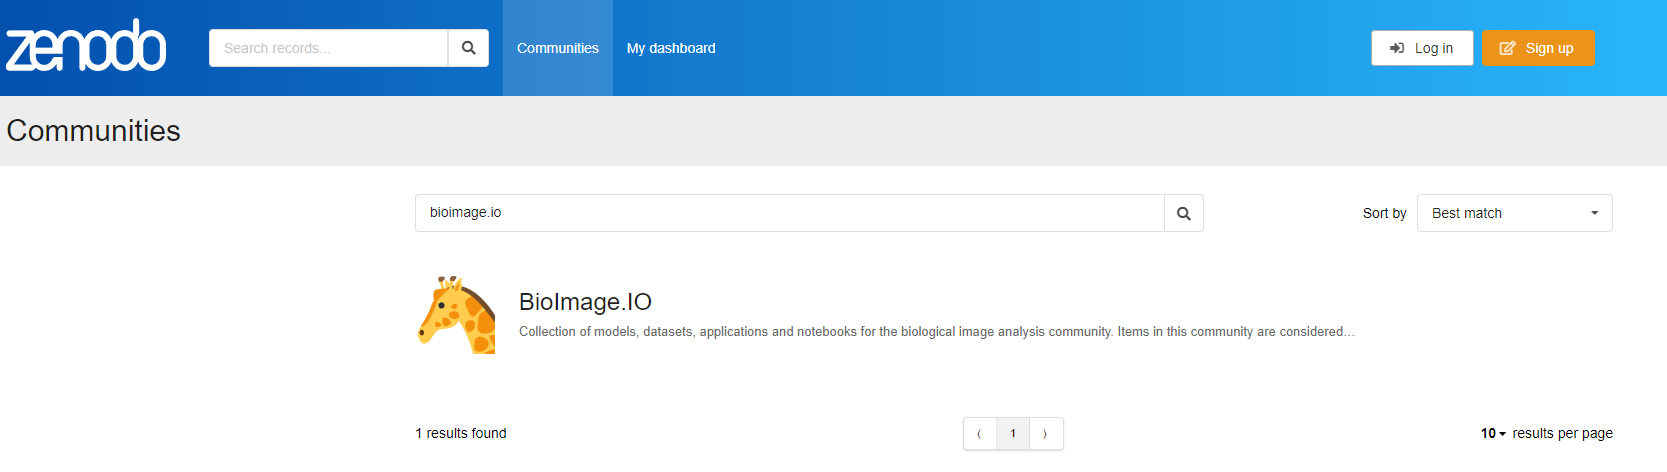 zenodo
Search records...
Communities
My dashboard
Log in
Sign up
Communities
bioimage.io
Sort by
Best match
BioImage.IO
Collection of models, datasets, applications and notebooks for the biological image analysis community. Items in this community are considered…
1 results found
⟨ 1 ⟩
10 results per page